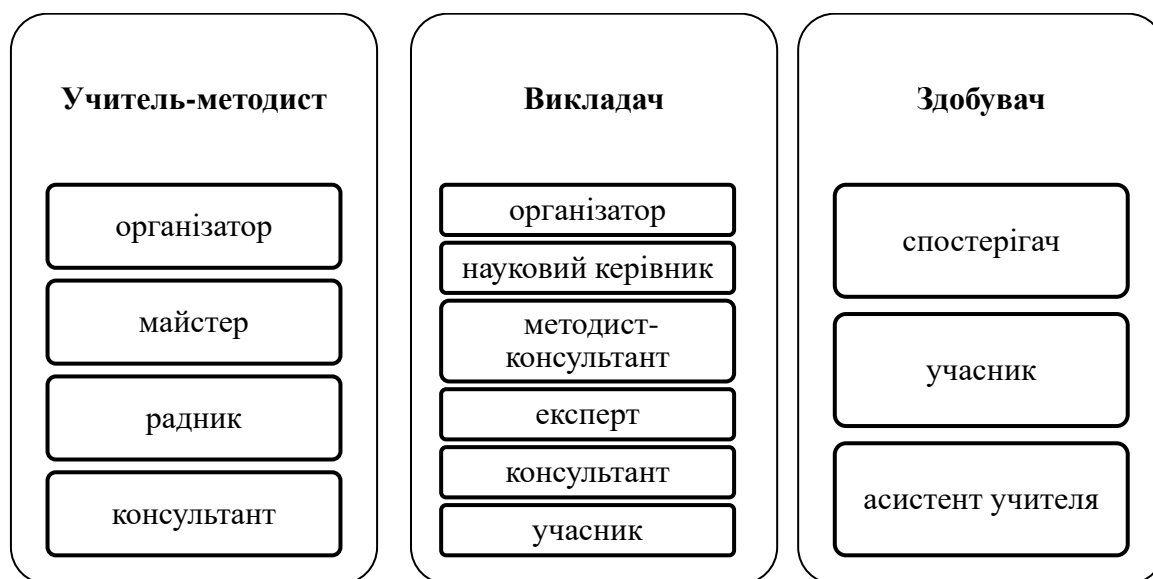 Учитель-методист
організатор
майстер
радник
консультант
Викладач
організатор
науковий керівник
методист-
консультант
експерт
консультант
учасник
Здобувач
спостерігач
учасник
асистент учителя